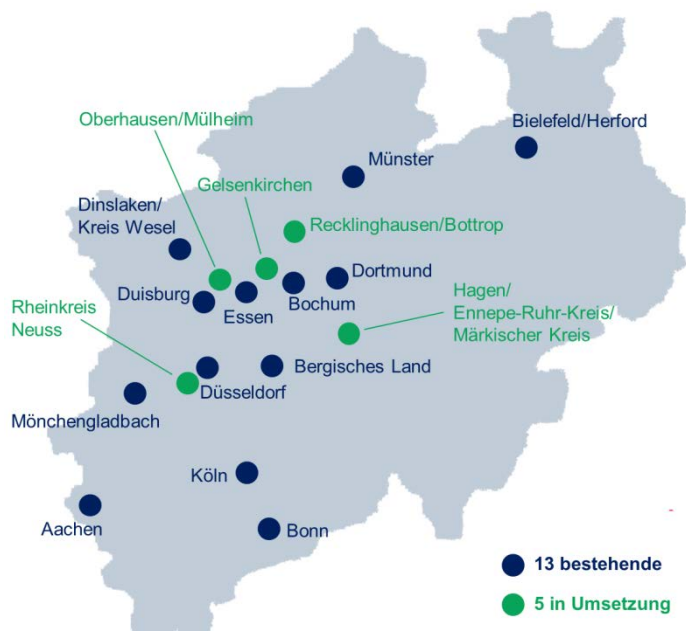 Oberhausen/Mülheim
Bielefeld/Herford
Münster
Gelsenkirchen
Dinslaken/
Kreis Wesel
Recklinghausen/Bottrop
Dortmund
Duisburg
Essen
Bochum
Hagen/
Ennepe-Ruhr-Kreis/
Märkischer Kreis
Rheinkreis
Neuss
Bergisches Land
Düsseldorf
Mönchengladbach
Köln
Aachen
Bonn
13 bestehende
5 in Umsetzung